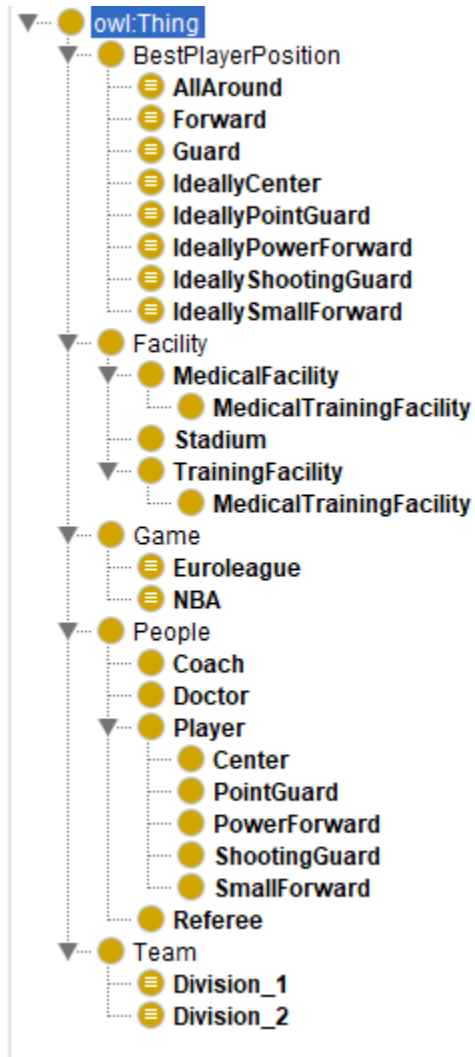 owl:Thing
BestPlayerPosition
AllAround
Forward
Guard
IdeallyCenter
IdeallyPointGuard
IdeallyPowerForward
IdeallyShootingGuard
IdeallySmallForward
Facility
MedicalFacility
MedicalTrainingFacility
Stadium
TrainingFacility
MedicalTrainingFacility
Game
Euroleague
NBA
People
Coach
Doctor
Player
Center
PointGuard
PowerForward
ShootingGuard
SmallForward
Referee
Team
Division_1
Division_2